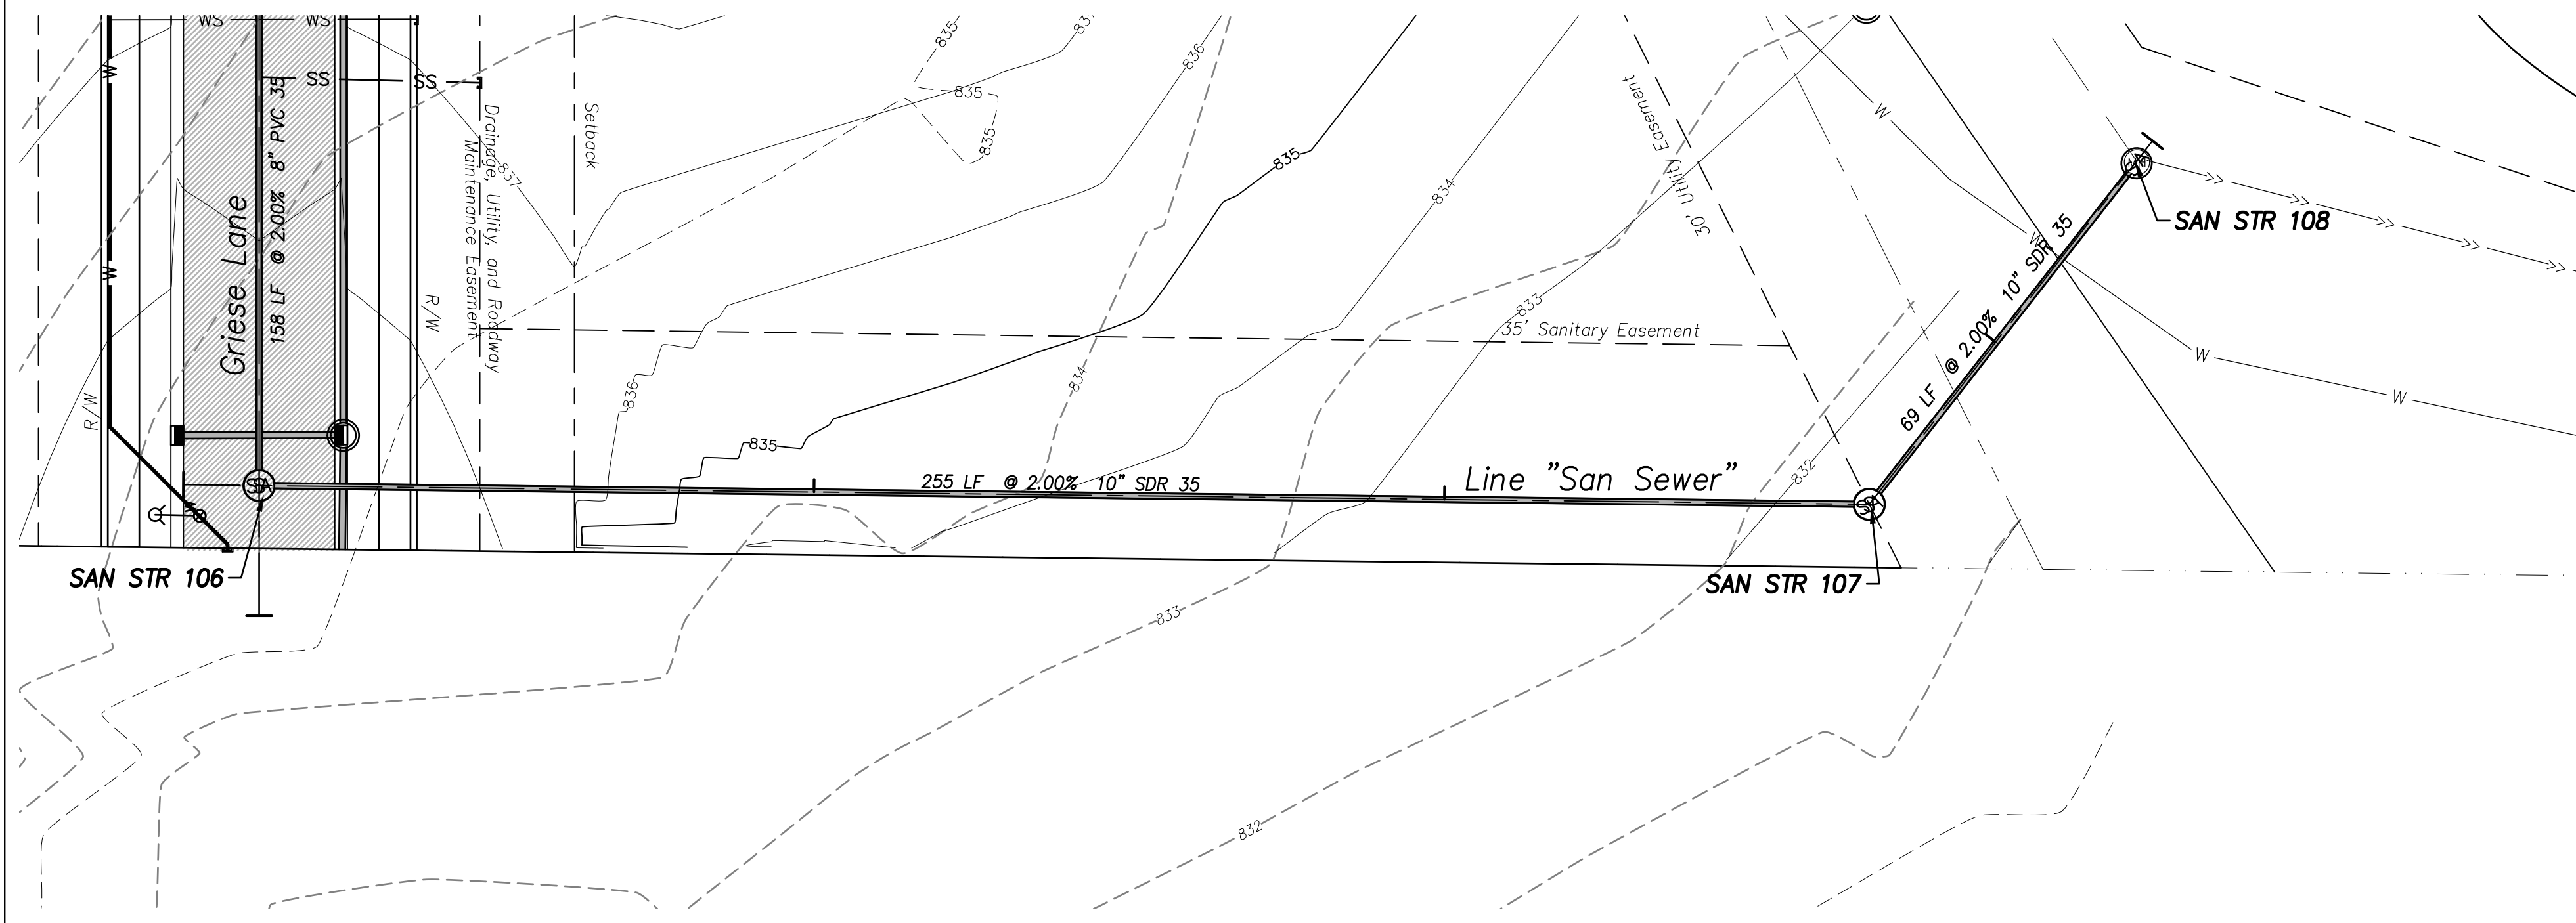 WS
WS
W
SS
SS
158 LF @ 2.00% 8" PVC 35
Griese Lane
W
R/W
R/W
Drainage, Utility, and Roadway
Maintenance Easement
Setback
837
835
835
835
836
835
834
834
836
835
833
30' Utility Easement
35' Sanitary Easement
W
W
W
W
SAN STR 108
69 LF @ 2.00% 10" SDR 35
255 LF @ 2.00% 10" SDR 35
Line "San Sewer"
832
SAN STR 106
SAN STR 107
833
832